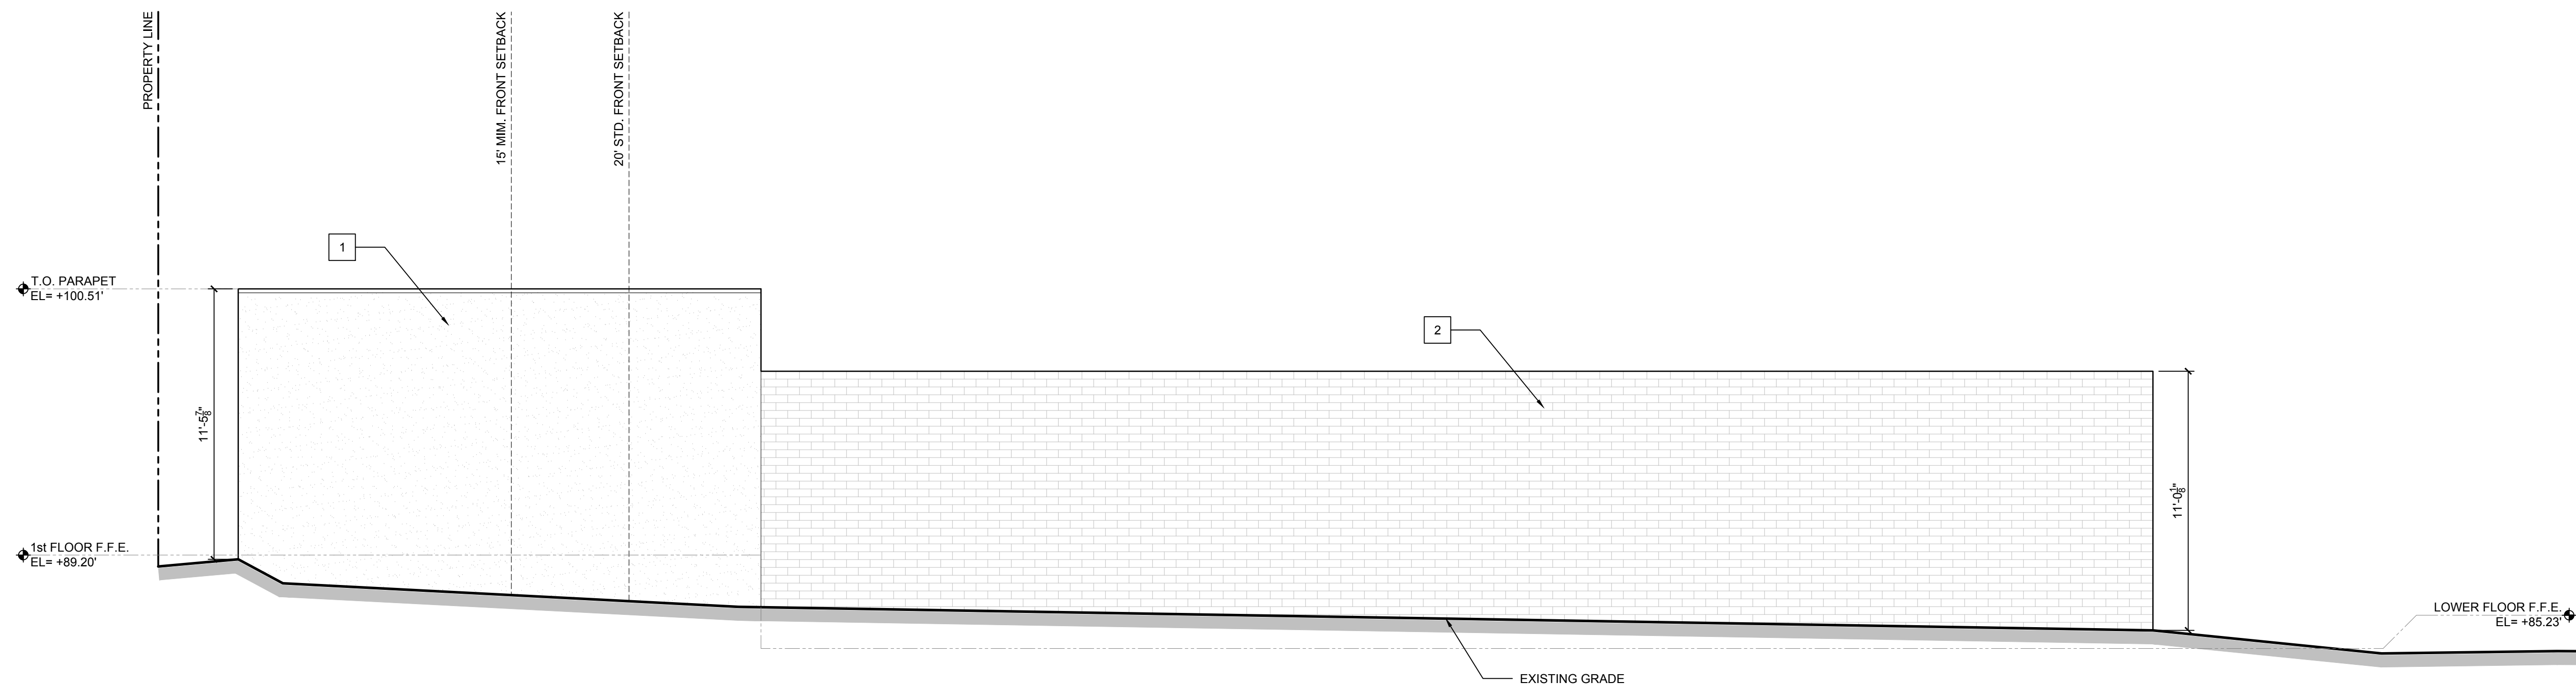 PROPERTY LINE
15' MIM. FRONT SETBACK
20' STD. FRONT SETBACK
1
T.O. PARAPET
EL= +100.51'
2
11'-5⅞"
11'-0⅛"
1st FLOOR F.F.E.
EL= +89.20'
LOWER FLOOR F.F.E.
EL= +85.23'
EXISTING GRADE